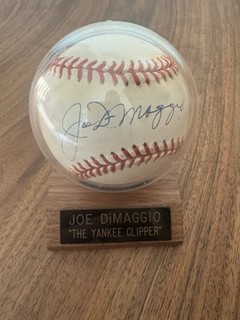 Joe DiMaggio
JOE DiMAGGIO
"THE YANKEE CLIPPER"